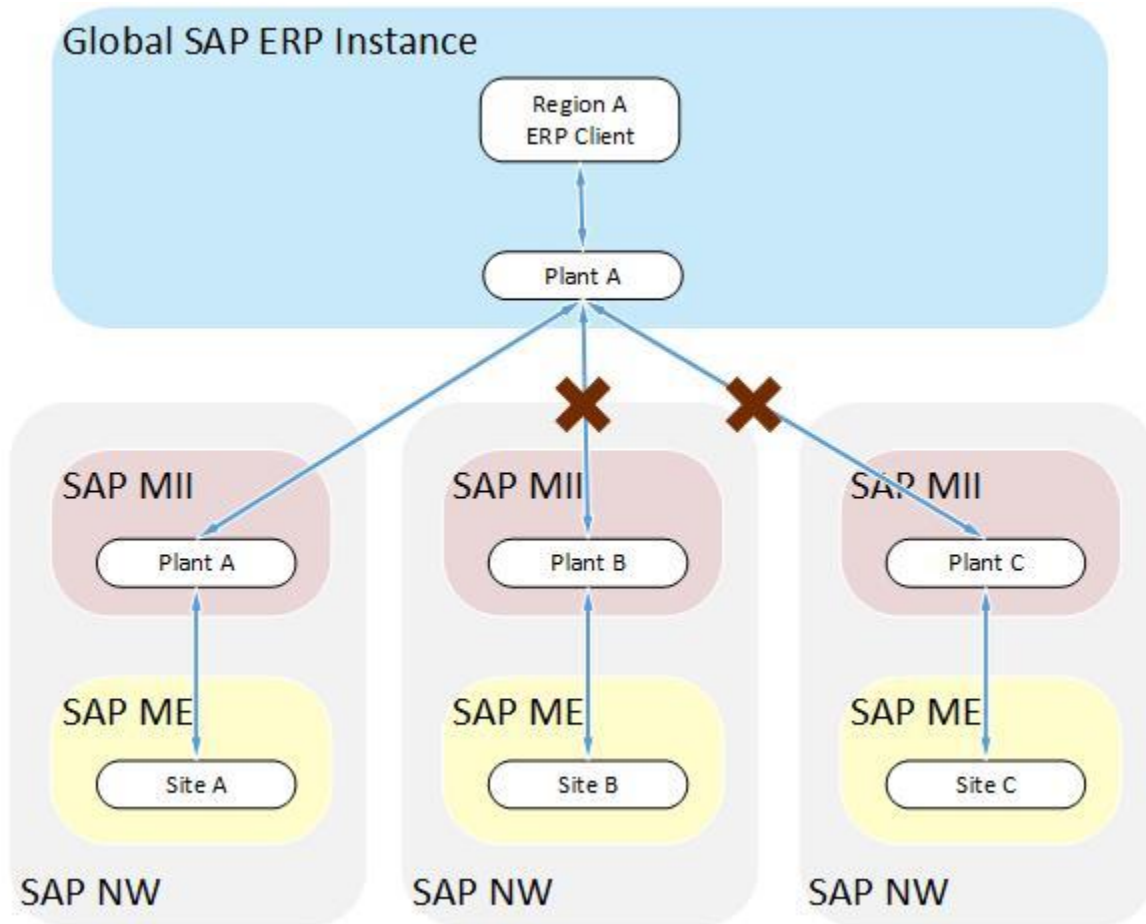 Global SAP ERP Instance
Region A
ERP Client
Plant A
SAP MII
SAP MII
SAP MII
Plant A
Plant B
Plant C
SAP ME
SAP ME
SAP ME
Site A
Site B
Site C
SAP NW
SAP NW
SAP NW